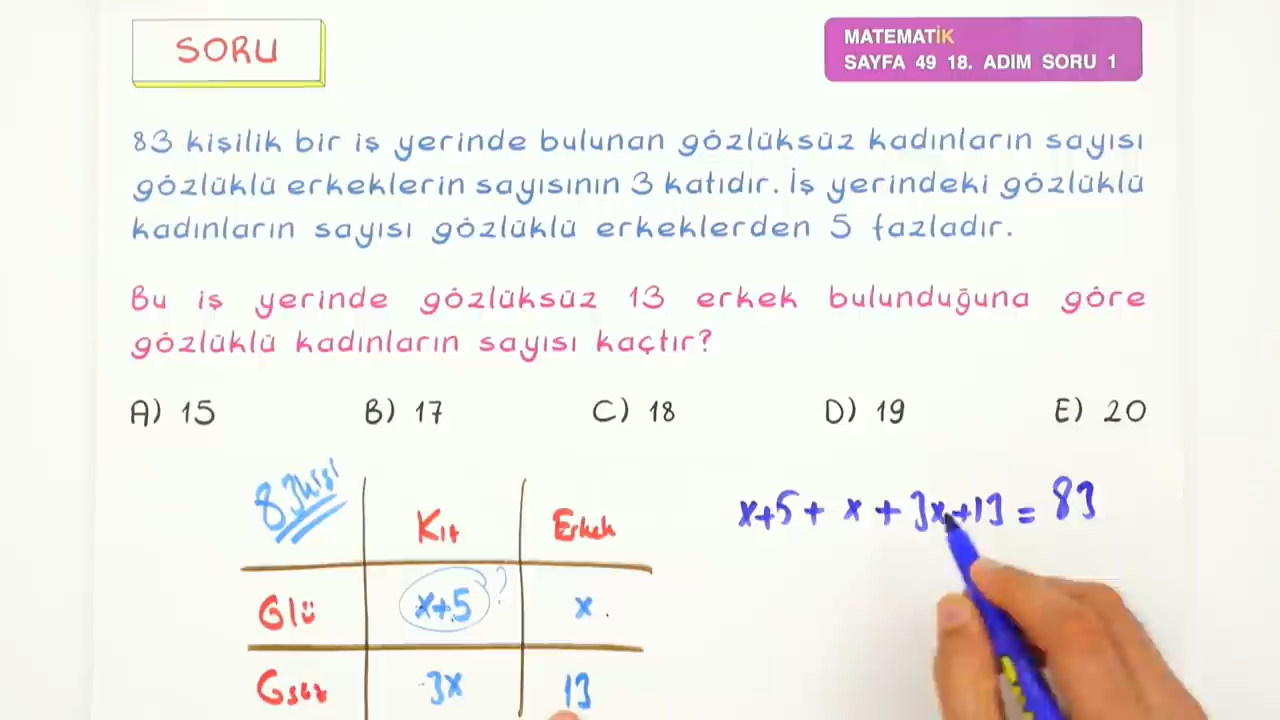 SORU
MATEMATİK
SAYFA 49 18. ADIM SORU 1
83 kişilik bir iş yerinde bulunan gözlüksüz kadınların sayısı
gözlüklü erkeklerin sayısının 3 katıdır. İş yerindeki gözlüklü
kadınların sayısı gözlüklü erkeklerden 5 fazladır.
Bu iş yerinde gözlüksüz 13 erkek bulunduğuna göre
gözlüklü kadınların sayısı kaçtır?
A) 15 B) 17 C) 18 D) 19 E) 20
83 kişi
x+5 + x + 3x+13 = 83
Erkek
Glü x+5 ? x
3x 13